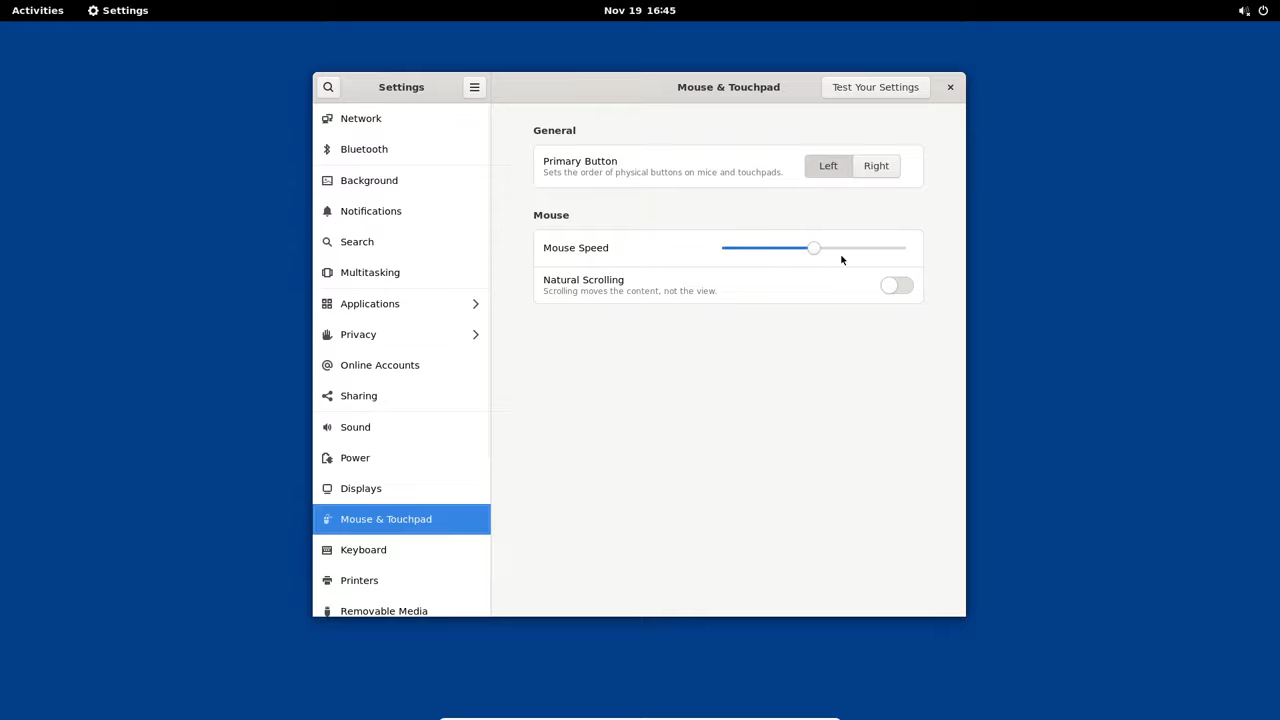 Activities
Settings
Nov 19 16:45
Settings
Mouse & Touchpad
Test Your Settings
Network
Bluetooth
Background
Notifications
Search
Multitasking
Applications
Privacy
Online Accounts
Sharing
Sound
Power
Displays
Mouse & Touchpad
Keyboard
Printers
Removable Media
General
Primary Button
Sets the order of physical buttons on mice and touchpads.
Left
Right
Mouse
Mouse Speed
Natural Scrolling
Scrolling moves the content, not the view.